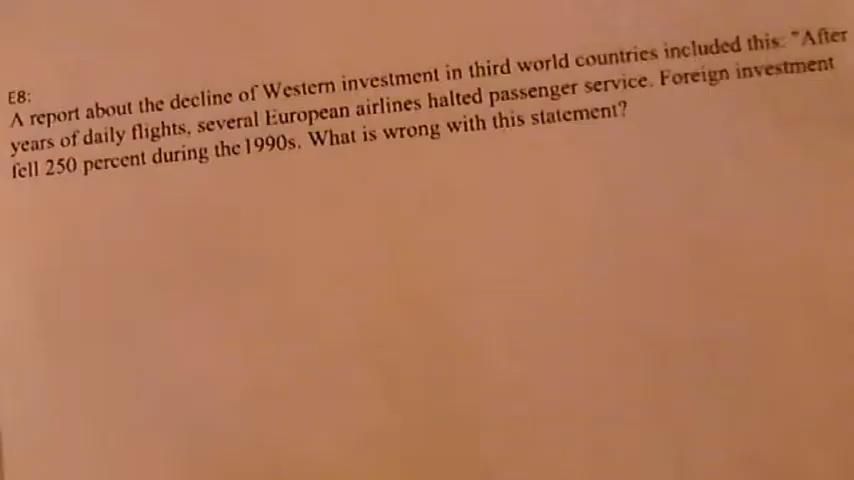 E8:
A report about the decline of Western investment in third world countries included this: "After
years of daily flights, several European airlines halted passenger service. Foreign investment
fell 250 percent during the 1990s. What is wrong with this statement?